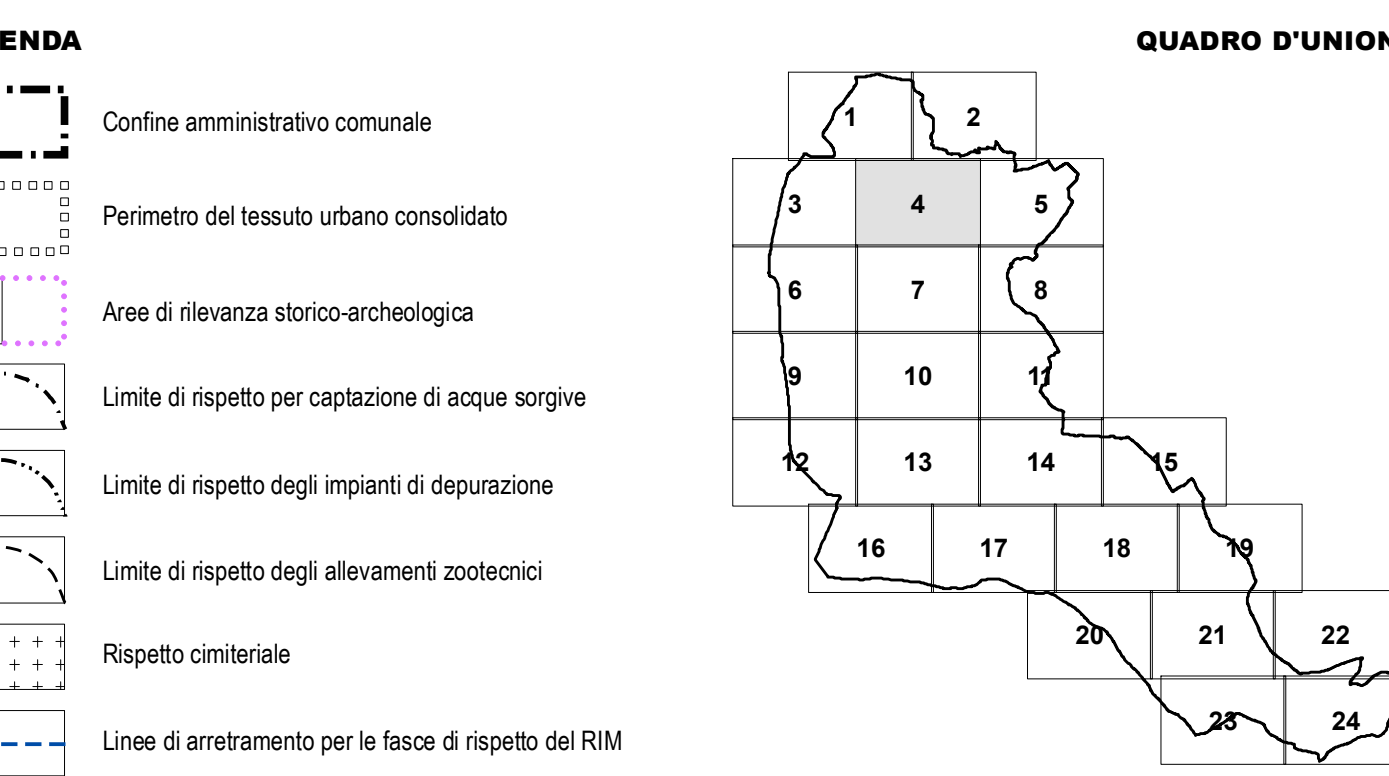 ENDA
Confine amministrativo comunale
Perimetro del tessuto urbano consolidato
Aree di rilevanza storico-archeologica
Limite di rispetto per captazione di acque sorgive
Limite di rispetto degli impianti di depurazione
Limite di rispetto degli allevamenti zootecnici
Rispetto cimiteriale
Linee di arretramento per le fasce di rispetto del RIM
QUADRO D'UNION
1 2
3 4 5
6 7 8
9 10 11
12 13 14 15
16 17 18 19
20 21 22
23 24